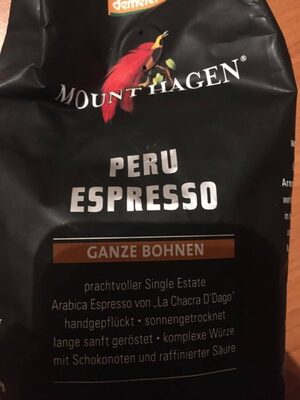 demeter
MOUNT HAGEN®
PERU
ESPRESSO
GANZE BOHNEN
prachtvoller Single Estate
Arabica Espresso von „La Chacra D'Dago"
handgepflückt • sonnengetrocknet
lange sanft geröstet • komplexe Würze
mit Schokonoten und raffinierter Säure